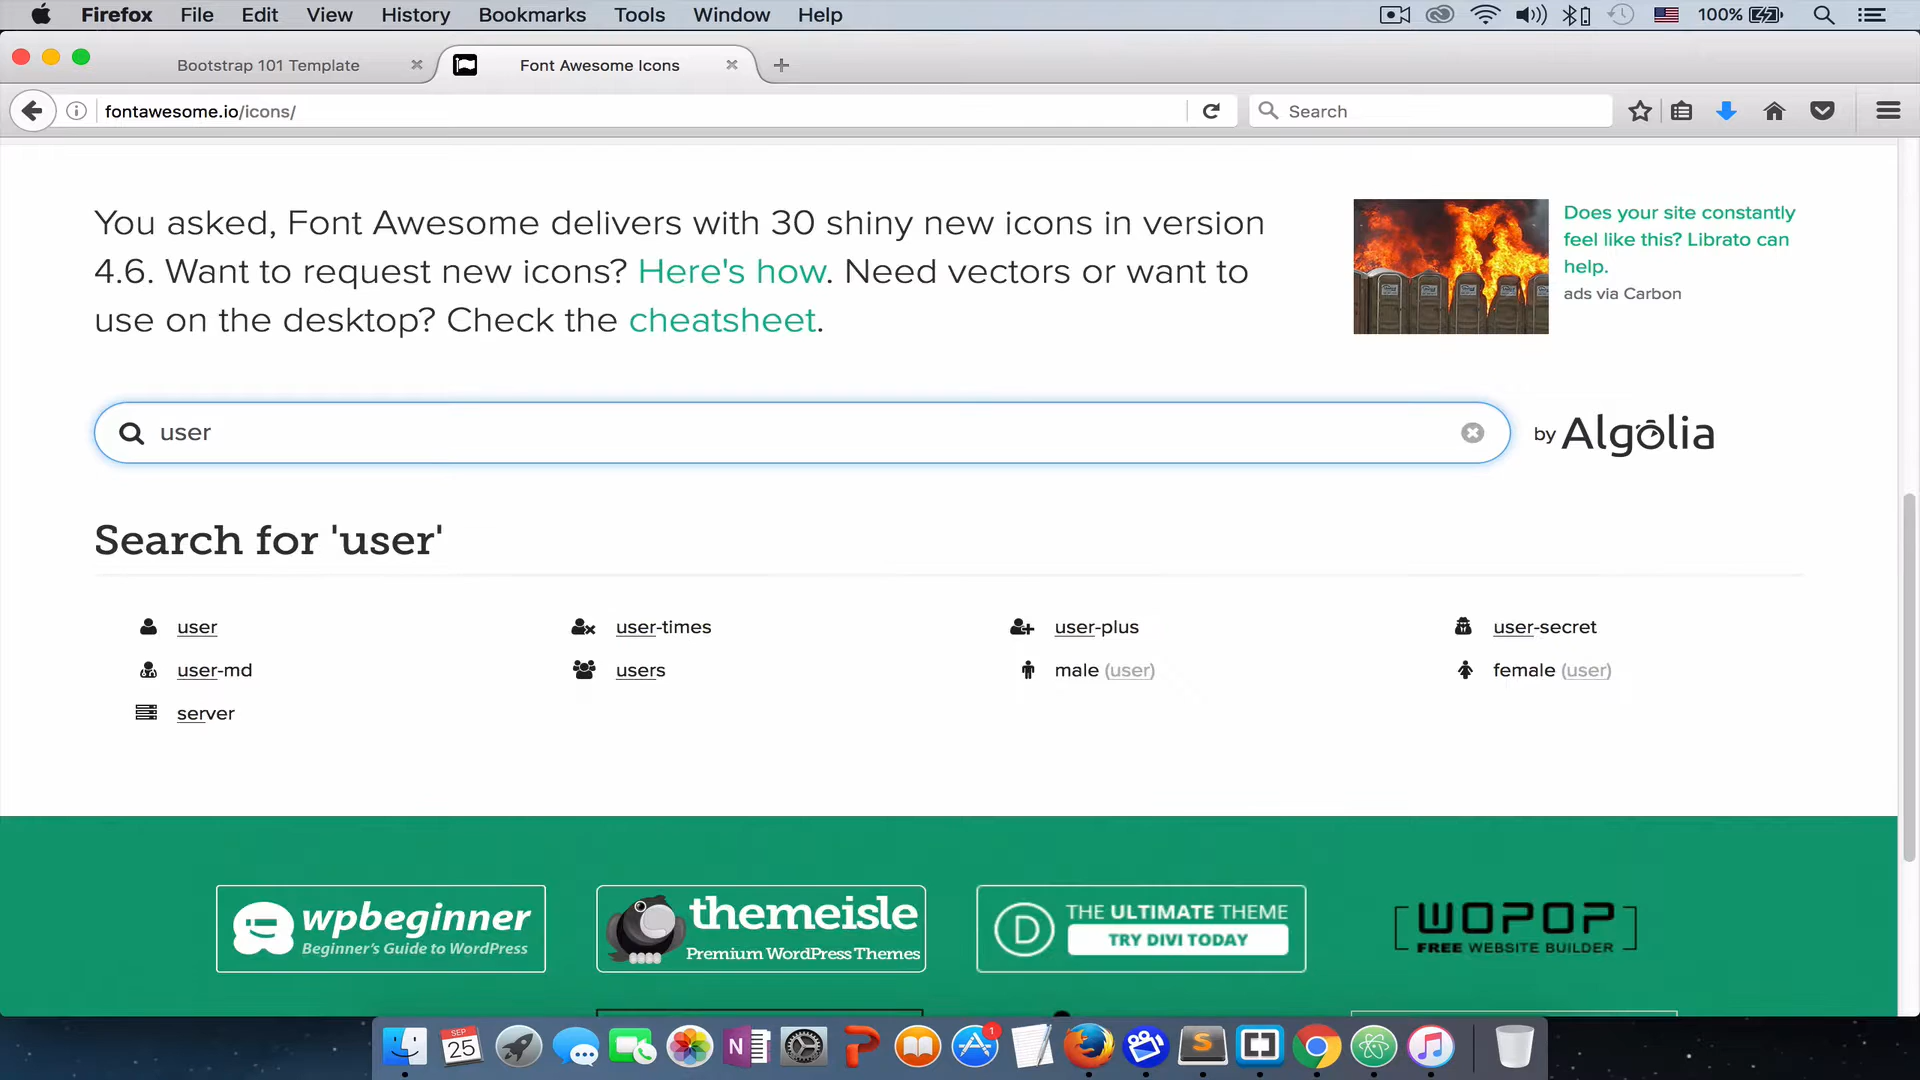 Firefox File Edit View History Bookmarks Tools Window Help 100%
Bootstrap 101 Template Font Awesome Icons
fontawesome.io/icons/ Search
You asked, Font Awesome delivers with 30 shiny new icons in version
4.6. Want to request new icons? Here's how. Need vectors or want to
use on the desktop? Check the cheatsheet.
Does your site constantly
feel like this? Librato can
help.
ads via Carbon
user
by Algolia
Search for 'user'
user user-times user-plus user-secret
user-md users male (user) female (user)
server
wpbeginner
Beginner's Guide to WordPress
themeisle
Premium WordPress Themes
D THE ULTIMATE THEME
TRY DIVI TODAY
WOPOP
FREE WEBSITE BUILDER
SEP
25
N
P
1
S